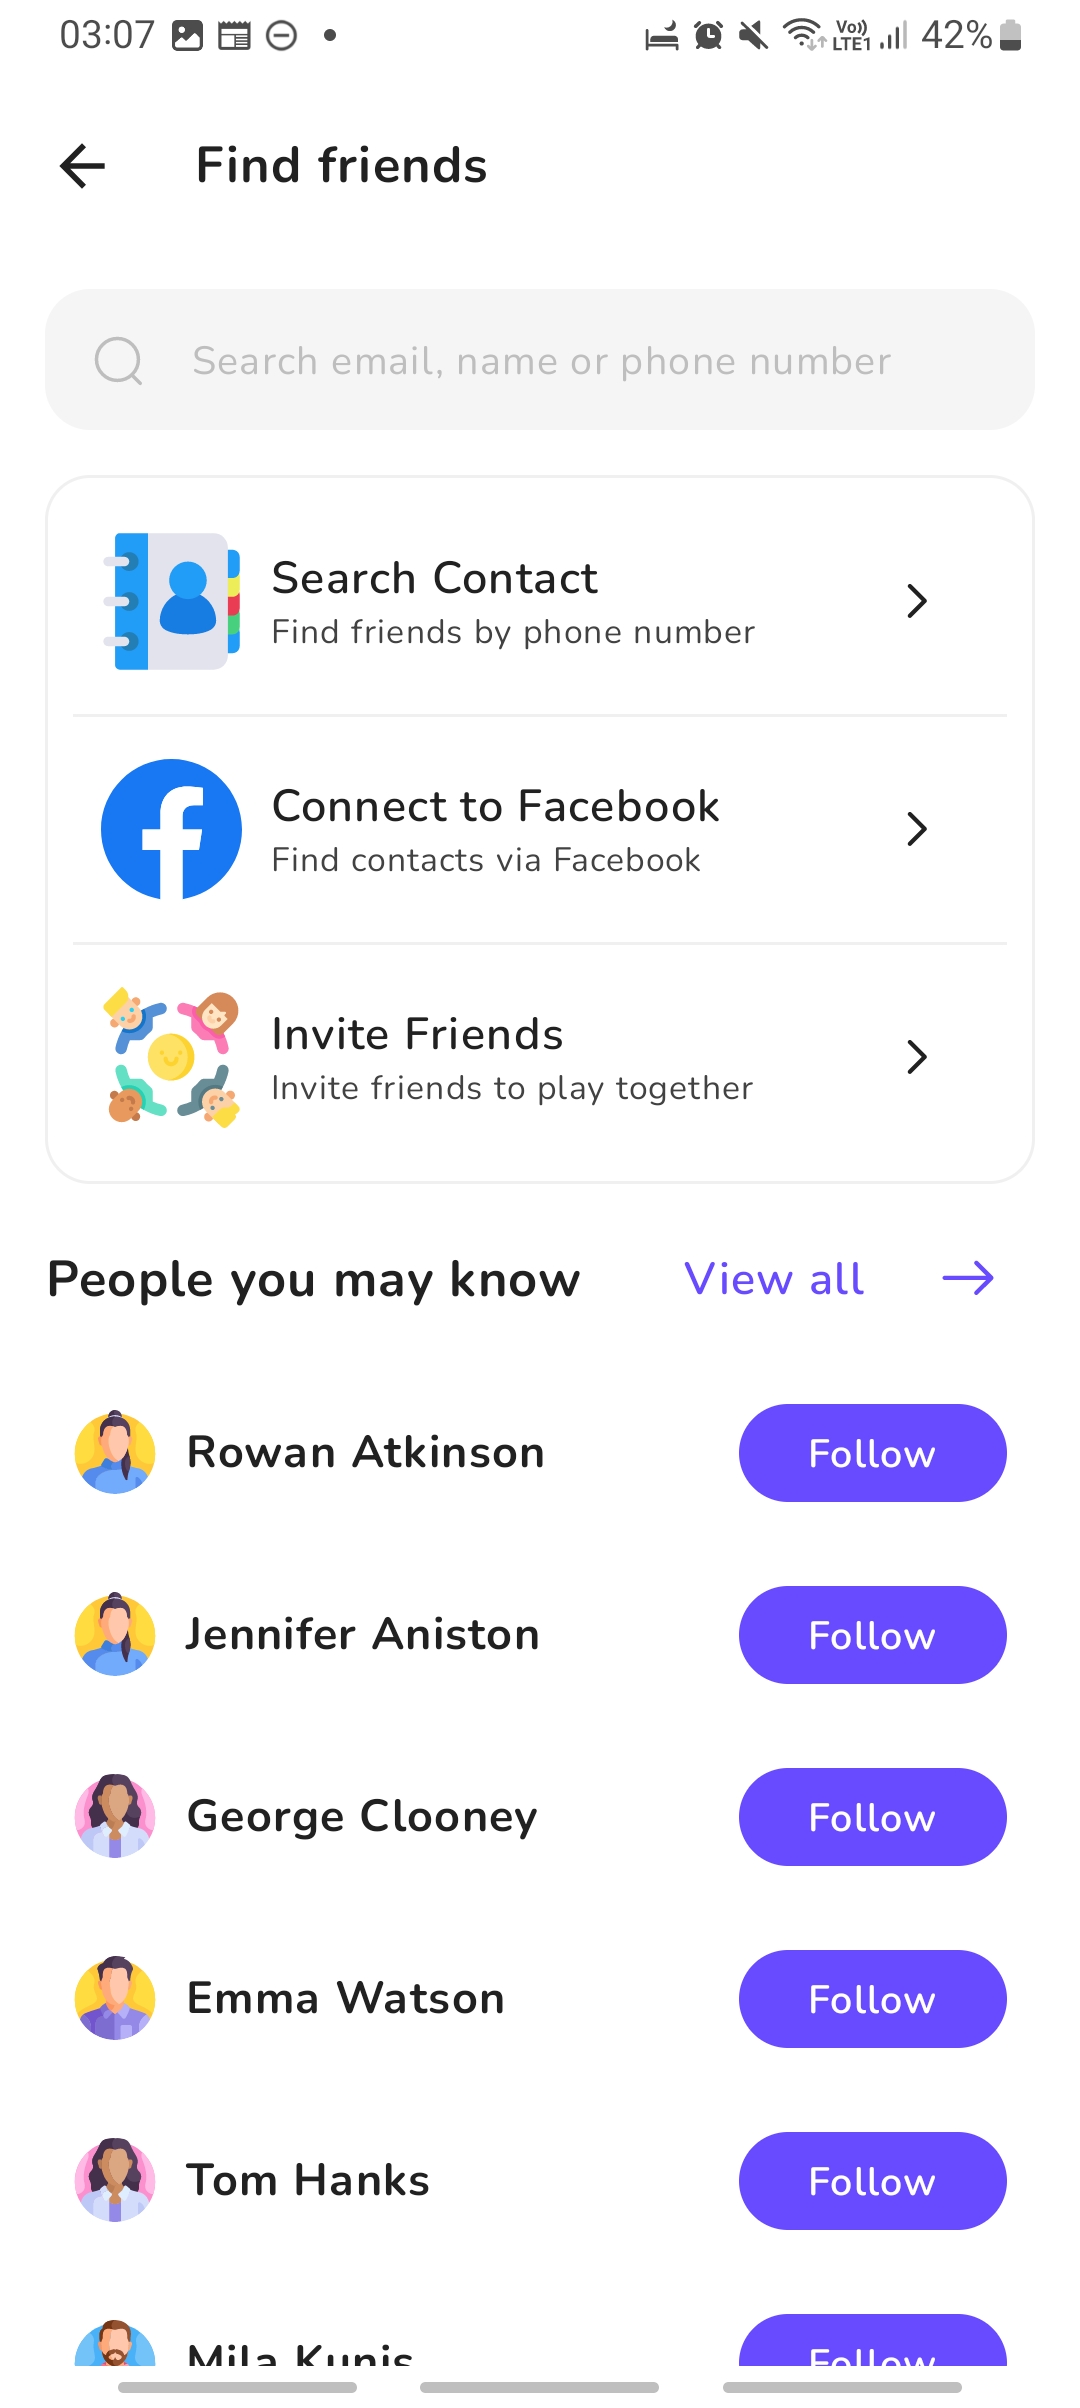 03:07
Vo)) LTE1 42%
Find friends
Search email, name or phone number
Search Contact
Find friends by phone number
Connect to Facebook
Find contacts via Facebook
Invite Friends
Invite friends to play together
People you may know View all
Rowan Atkinson Follow
Jennifer Aniston Follow
George Clooney Follow
Emma Watson Follow
Tom Hanks Follow
Mila Kunis Follow